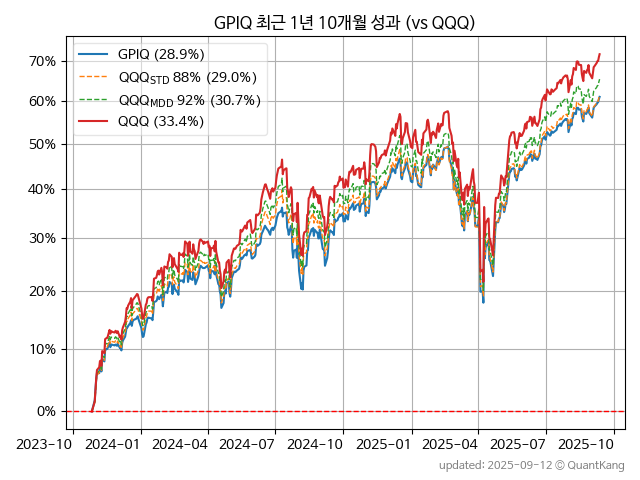 GPIQ 최근 1년 10개월 성과 (vs QQQ)
GPIQ (28.9%)
QQQSTD 88% (29.0%)
QQQMDD 92% (30.7%)
QQQ (33.4%)
70%
60%
50%
40%
30%
20%
10%
0%
2023-10 2024-01 2024-04 2024-07 2024-10 2025-01 2025-04 2025-07 2025-10
updated: 2025-09-12 © QuantKang